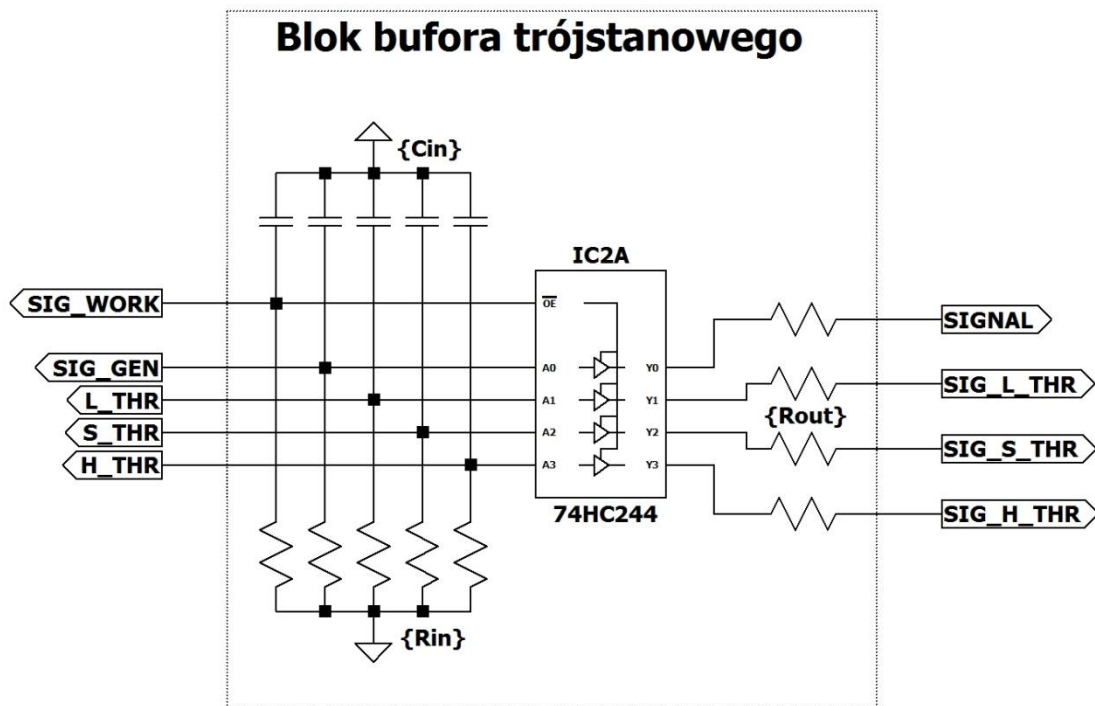 Blok bufora trójstanowego
{Cin}
IC2A
SIG_WORK
OE
SIGNAL
SIG_GEN
A0
Y0
L_THR
A1
Y1
SIG_L_THR
{Rout}
S_THR
A2
Y2
SIG_S_THR
H_THR
A3
Y3
74HC244
SIG_H_THR
{Rin}